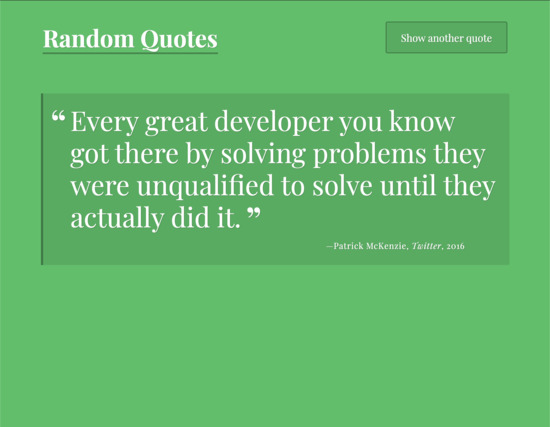 Random Quotes
Show another quote
“ Every great developer you know
got there by solving problems they
were unqualified to solve until they
actually did it. ”
—Patrick McKenzie, Twitter, 2016